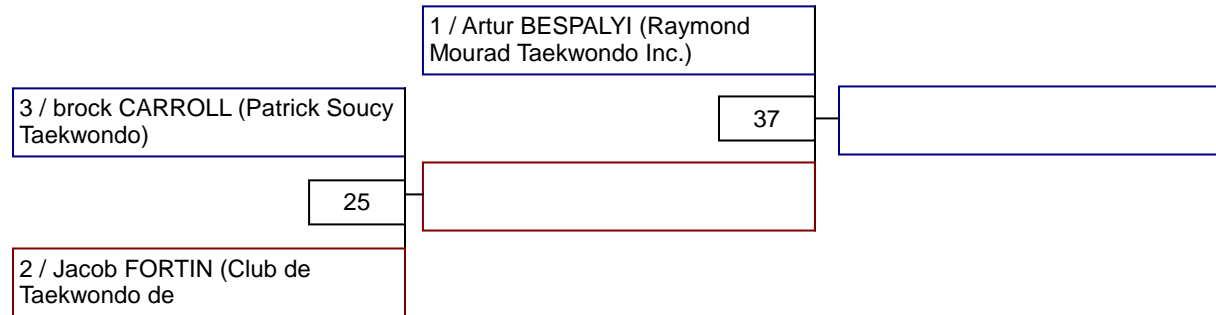 1 / Artur BESPALYI (Raymond
Mourad Taekwondo Inc.)
3 / brock CARROLL (Patrick Soucy
Taekwondo)
37
25
2 / Jacob FORTIN (Club de
Taekwondo de